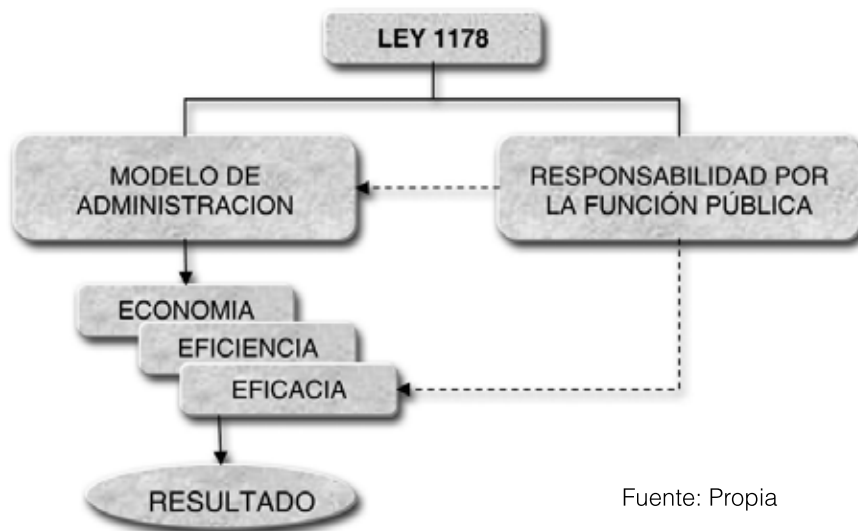 LEY 1178
MODELO DE
ADMINISTRACION
RESPONSABILIDAD POR
LA FUNCIÓN PÚBLICA
ECONOMIA
EFICIENCIA
EFICACIA
RESULTADO
Fuente: Propia